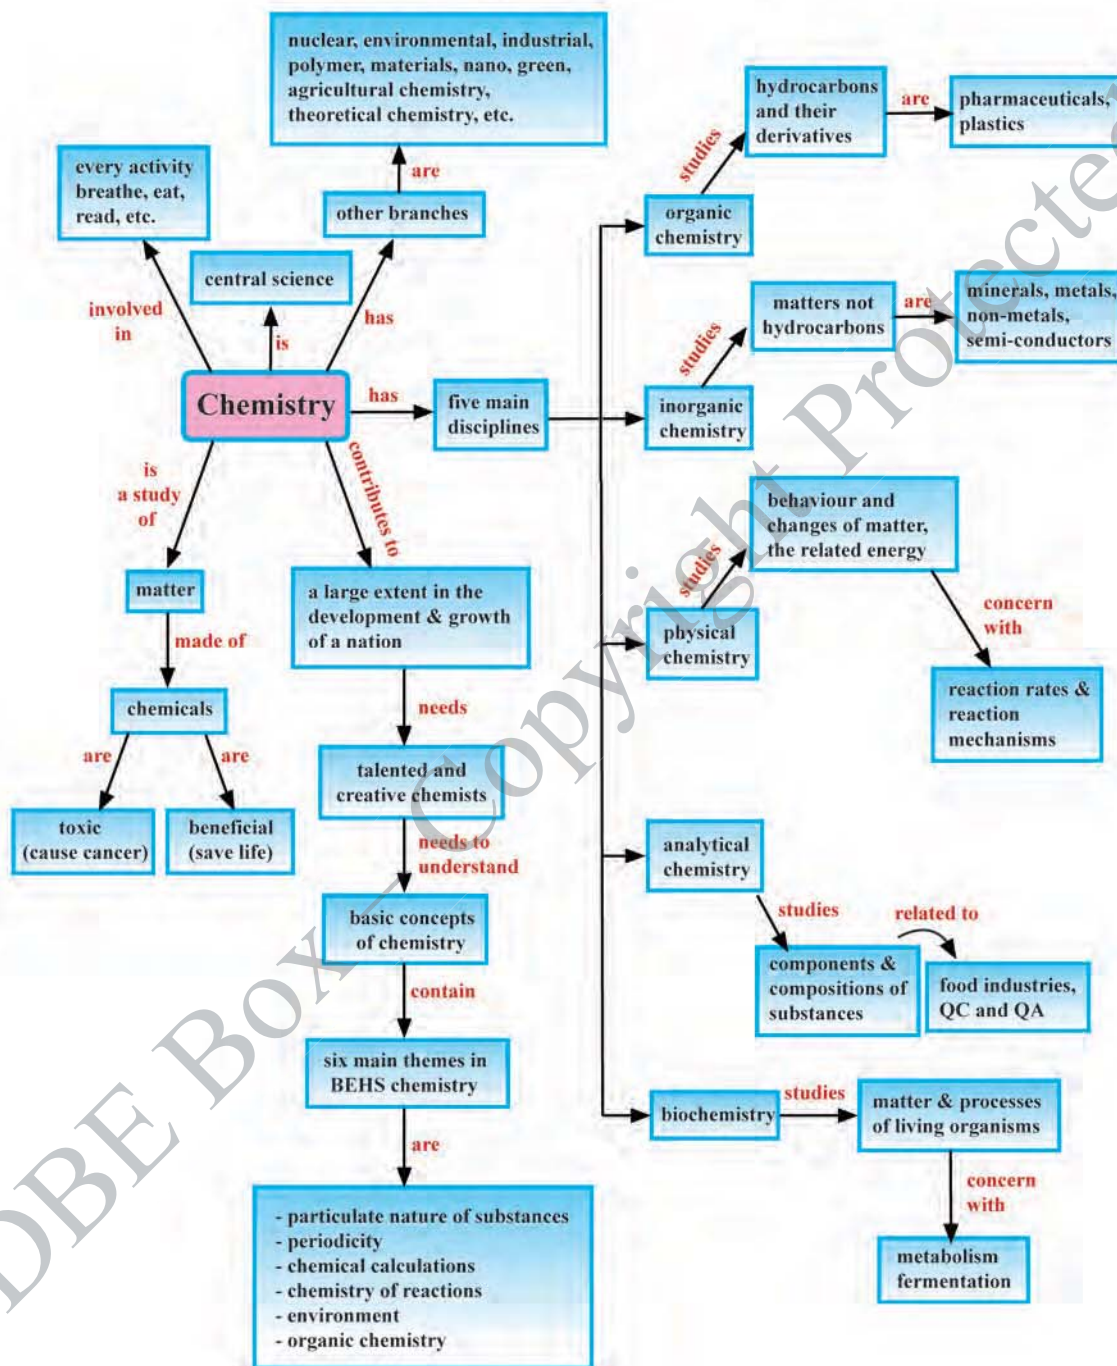 nuclear, environmental, industrial,
polymer, materials, nano, green,
agricultural chemistry,
theoretical chemistry, etc.
are
other branches
has
every activity
breathe, eat,
read, etc.
involved
in
central science
is
Chemistry
has
five main
disciplines
is
a study
of
matter
made of
chemicals
are
are
toxic
(cause cancer)
beneficial
(save life)
contributes to
a large extent in the
development & growth
of a nation
needs
talented and
creative chemists
needs to
understand
basic concepts
of chemistry
contain
six main themes in
BEHS chemistry
are
- particulate nature of substances
- periodicity
- chemical calculations
- chemistry of reactions
- environment
- organic chemistry
organic
chemistry
studies
hydrocarbons
and their
derivatives
are
pharmaceuticals,
plastics
inorganic
chemistry
studies
matters not
hydrocarbons
are
minerals, metals,
non-metals,
semi-conductors
physical
chemistry
studies
behaviour and
changes of matter,
the related energy
concern
with
reaction rates &
reaction
mechanisms
analytical
chemistry
studies
components &
compositions of
substances
related to
food industries,
QC and QA
biochemistry
studies
matter & processes
of living organisms
concern
with
metabolism
fermentation
DBE Box – Copyright Protected